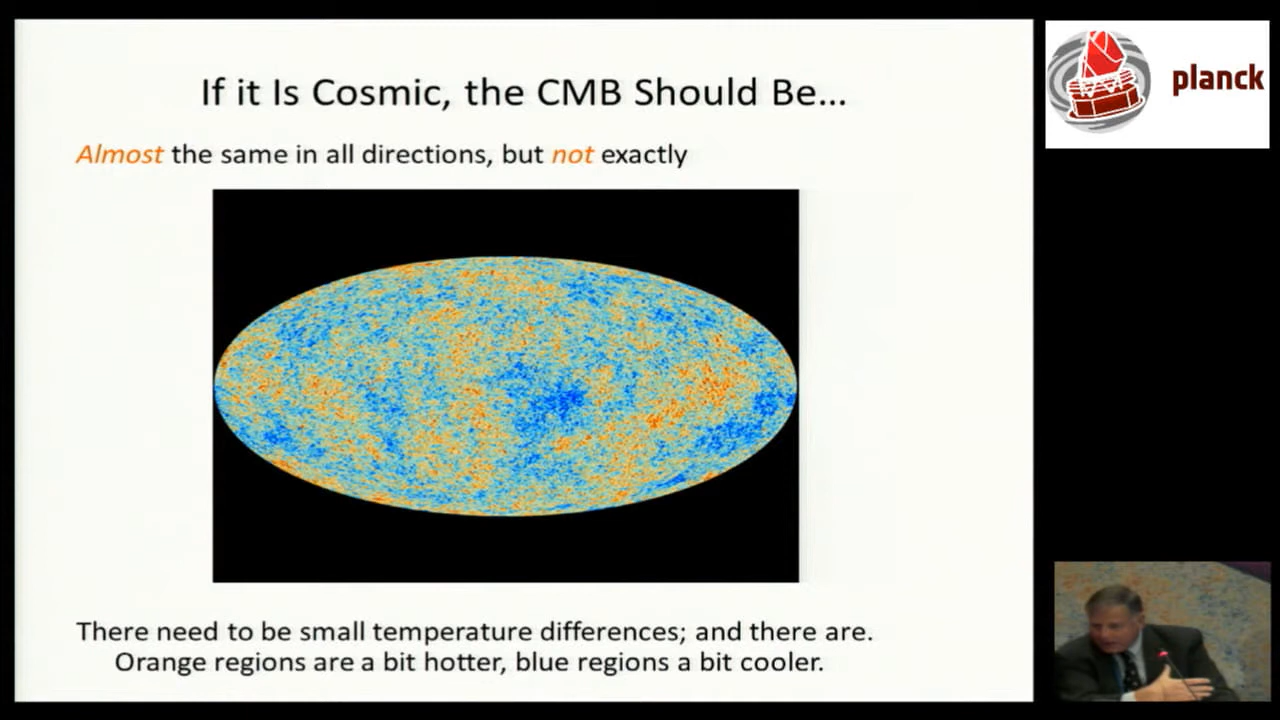 If it Is Cosmic, the CMB Should Be...
Almost the same in all directions, but not exactly
There need to be small temperature differences; and there are.
Orange regions are a bit hotter, blue regions a bit cooler.
planck